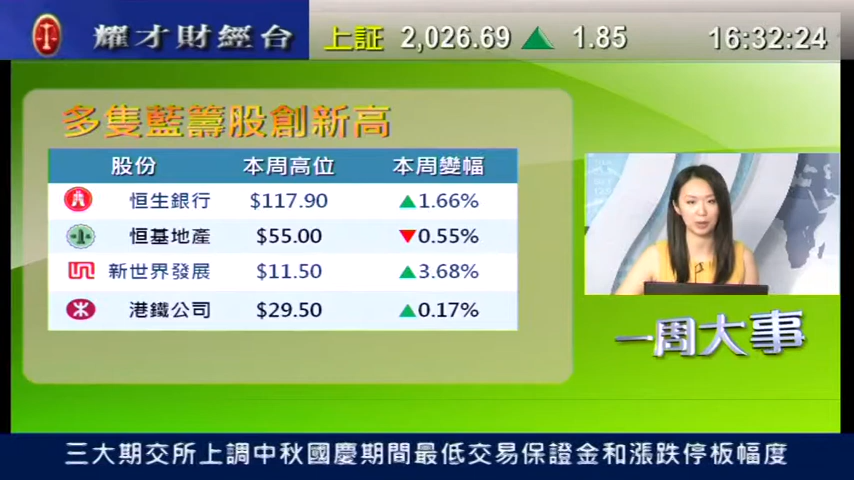 耀才財經台
上証 2,026.69 ▲ 1.85 16:32:24
多隻藍籌股創新高
股份 本周高位 本周變幅
恒生銀行 $117.90 ▲1.66%
恒基地產 $55.00 ▼0.55%
新世界發展 $11.50 ▲3.68%
港鐵公司 $29.50 ▲0.17%
一周大事
三大期交所上調中秋國慶期間最低交易保證金和漲跌停板幅度